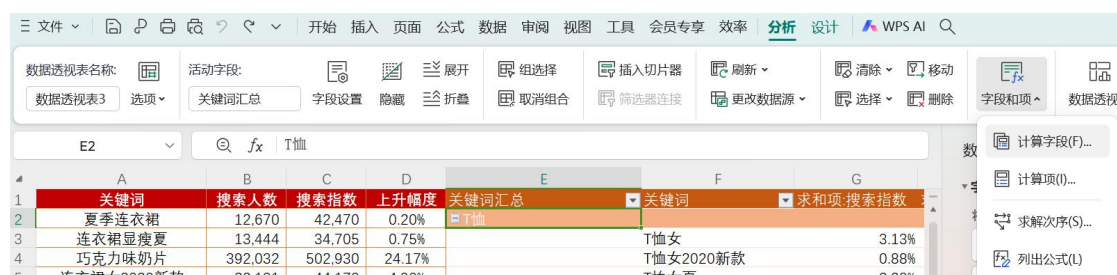 三 文件 开始 插入 页面 公式 数据 审阅 视图 工具 会员专享 效率 分析 设计 WPS AI
数据透视表名称: 活动字段: 展开 组选择 插入切片器 刷新 清除 移动
数据透视表3 选项 关键词汇总 字段设置 隐藏 折叠 取消组合 筛选器连接 更改数据源 选择 删除 字段和项 数据透视
E2 fx T恤 计算字段(F)...
A B C D E F G 计算项(I)...
1 关键词 搜索人数 搜索指数 上升幅度 关键词汇总 关键词 求和项:搜索指数
2 夏季连衣裙 12,670 42,470 0.20% T恤 求解次序(S)...
3 连衣裙显瘦夏 13,444 34,705 0.75% T恤女 3.13%
4 巧克力味奶片 392,032 502,930 24.17% T恤女2020新款 0.88% 列出公式(L)